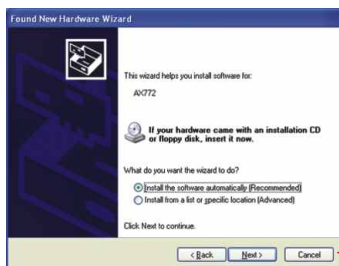 Found New Hardware Wizard
This wizard helps you install software for:
AX772
If your hardware came with an installation CD
or floppy disk, insert it now.
What do you want the wizard to do?
Install the software automatically (Recommended)
Install from a list or specific location (Advanced)
Click Next to continue.
< Back Next > Cancel